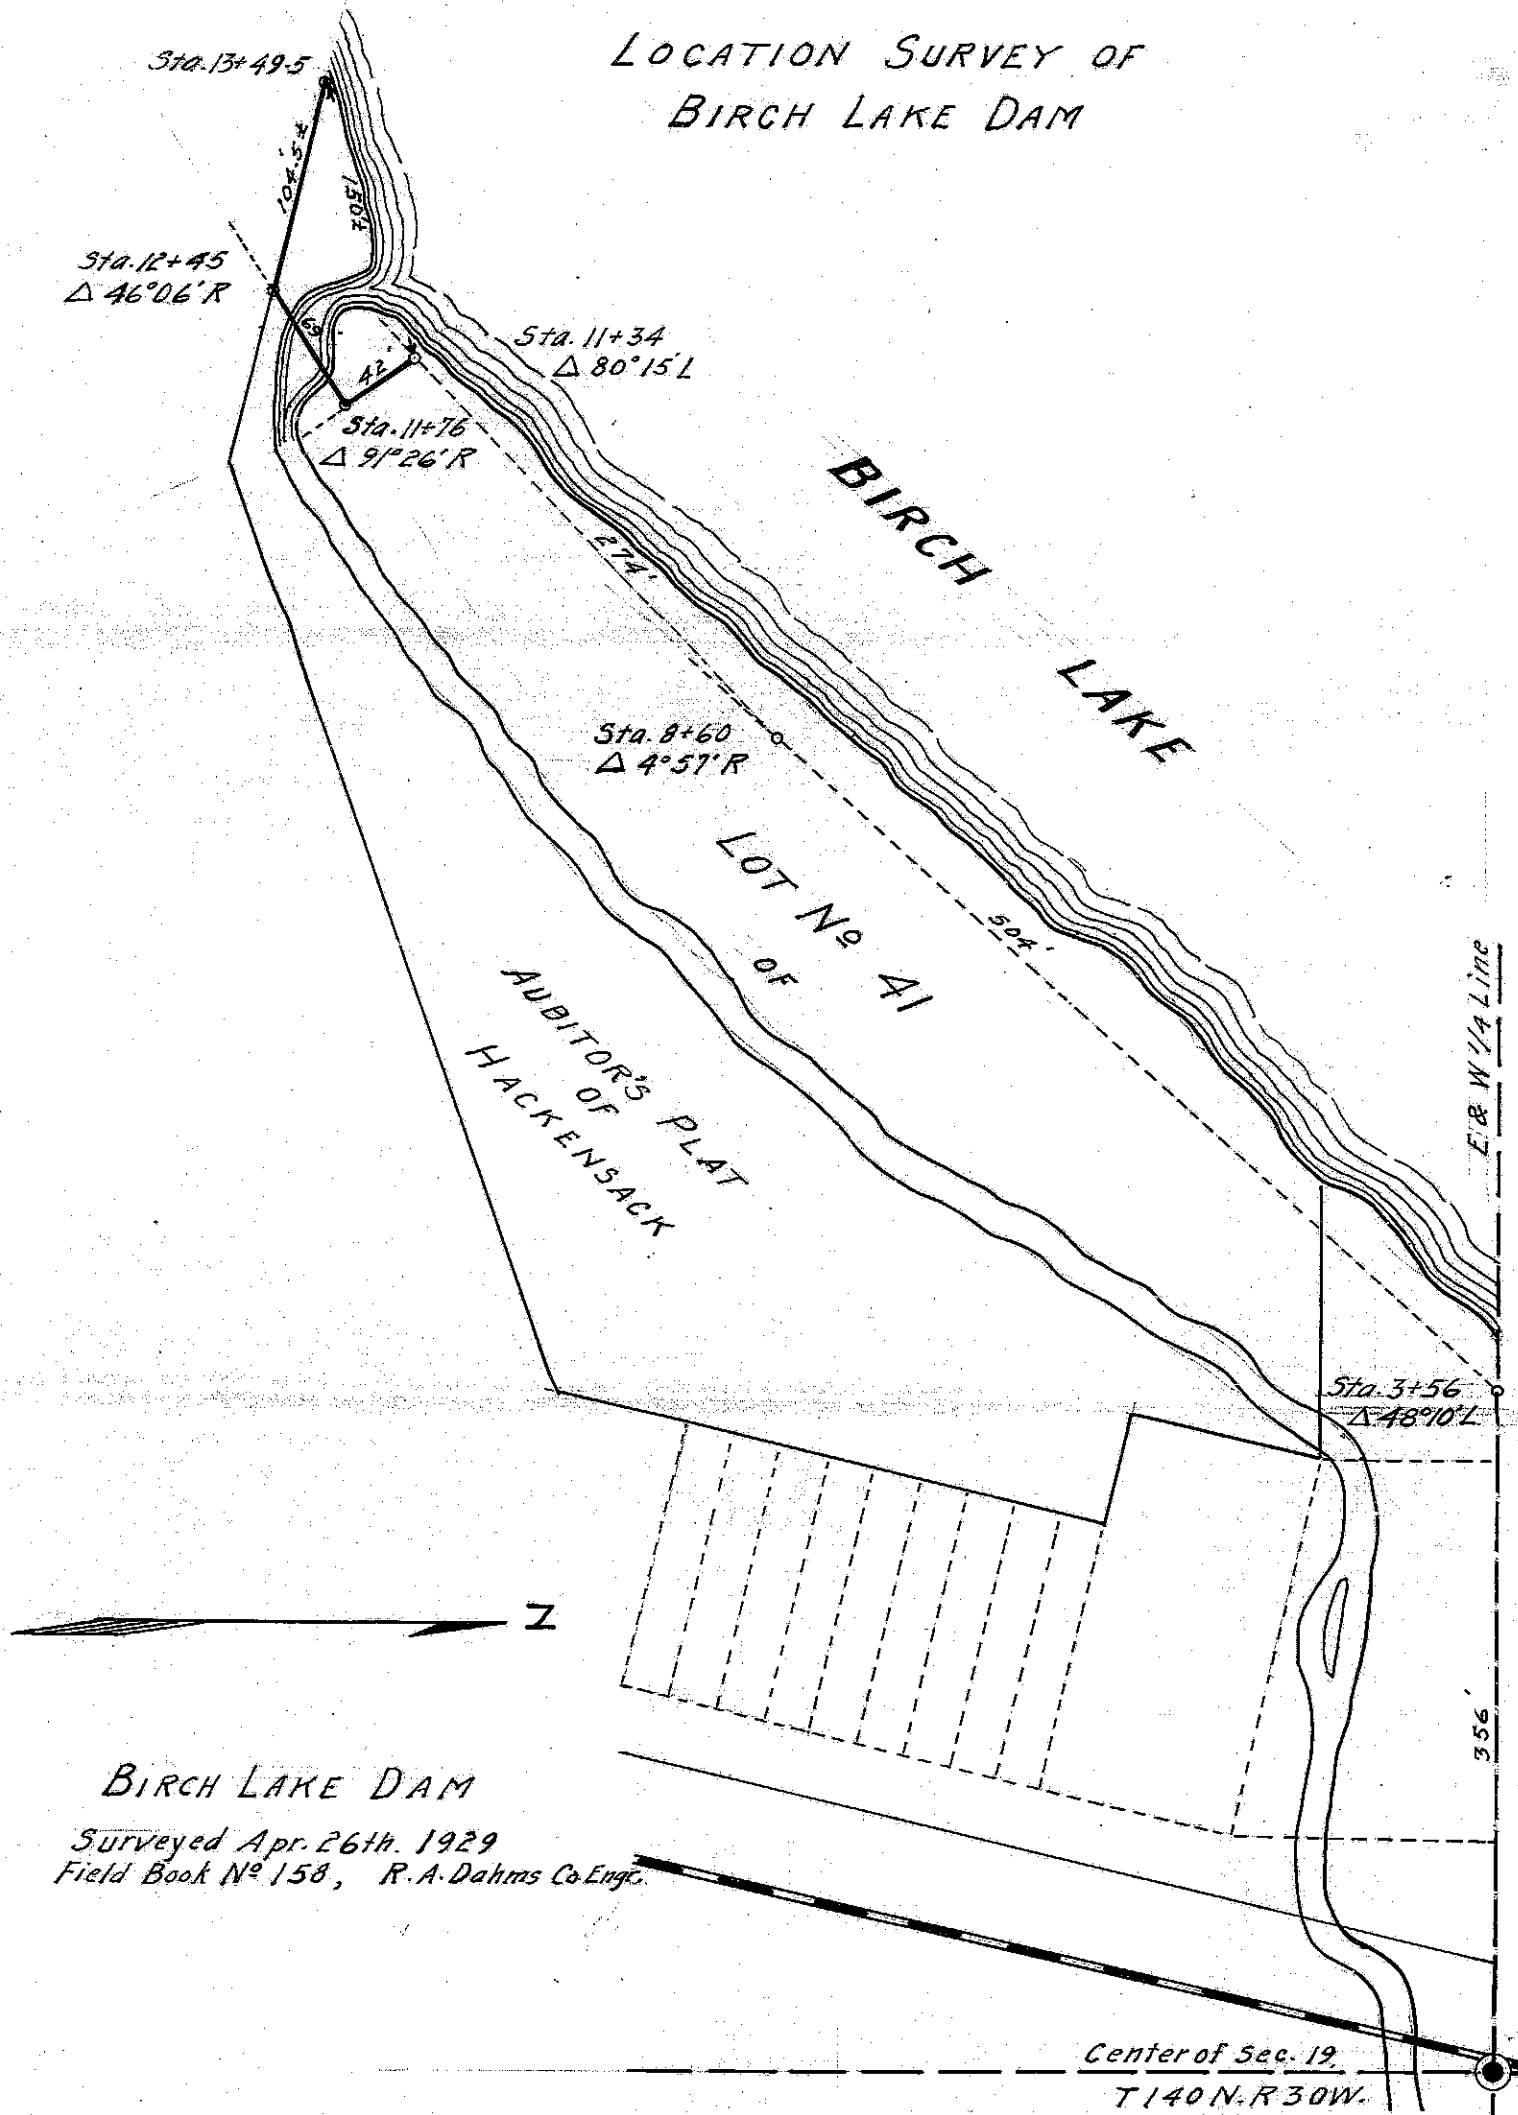 LOCATION SURVEY OF
BIRCH LAKE DAM
Sta. 13+49.5
104.5'±
150'±
Sta. 12+45
Δ 46°06' R
69'
42'
Sta. 11+34
Δ 80°15' L
Sta. 11+76
Δ 91°26' R
274'
BIRCH
LAKE
Sta. 8+60
Δ 4°57' R
LOT Nº 41
OF
504'
AUDITOR'S PLAT
OF
HACKENSACK
E & W 1/4 Line
Sta. 3+56
Δ 48°10' L
N
356'
BIRCH LAKE DAM
Surveyed Apr. 26th. 1929
Field Book Nº 158, R.A. Dahms Co. Engr.
Center of Sec. 19.
T 140 N. R 30 W.